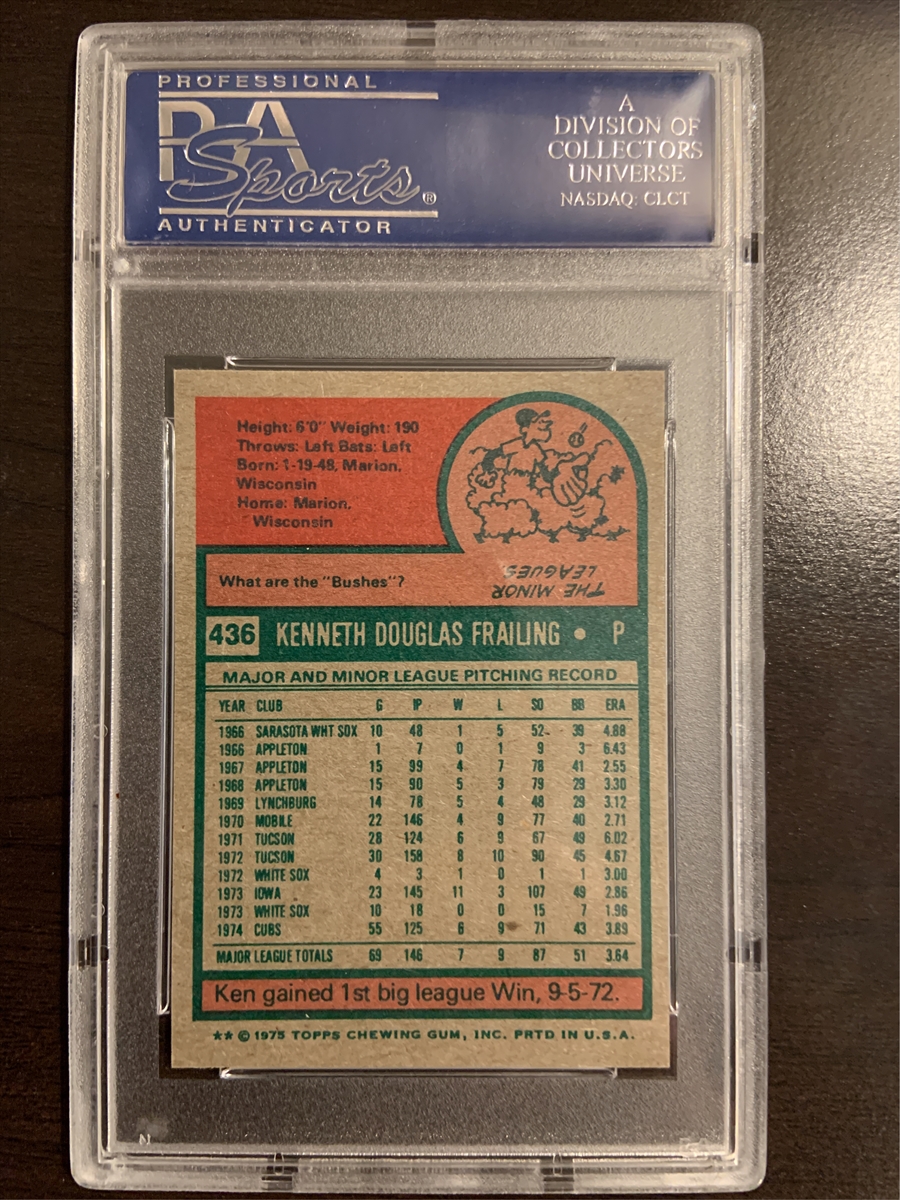 PROFESSIONAL
PSA
Sports®
AUTHENTICATOR
A
DIVISION OF
COLLECTORS
UNIVERSE
NASDAQ: CLCT
Height: 6'0" Weight: 190
Throws: Left Bats: Left
Born: 1-19-48, Marion,
Wisconsin
Home: Marion,
Wisconsin
What are the "Bushes"?
THE MINOR
LEAGUES
436 KENNETH DOUGLAS FRAILING • P
MAJOR AND MINOR LEAGUE PITCHING RECORD
YEAR CLUB G IP W L SO BB ERA
1966 SARASOTA WHT SOX 10 48 1 5 52 39 4.88
1966 APPLETON 1 7 0 1 9 3 6.43
1967 APPLETON 15 99 4 7 78 41 2.55
1968 APPLETON 15 90 5 3 79 29 3.30
1969 LYNCHBURG 14 78 5 4 48 29 3.12
1970 MOBILE 22 146 4 9 77 40 2.71
1971 TUCSON 28 124 6 9 67 49 6.02
1972 TUCSON 30 158 8 10 90 45 4.67
1972 WHITE SOX 4 3 1 0 1 1 3.00
1973 IOWA 23 145 11 3 107 49 2.86
1973 WHITE SOX 10 18 0 0 15 7 1.96
1974 CUBS 55 125 6 9 71 43 3.89
MAJOR LEAGUE TOTALS 69 146 7 9 87 51 3.64
Ken gained 1st big league Win, 9-5-72.
** © 1975 TOPPS CHEWING GUM, INC. PRTD IN U.S.A.